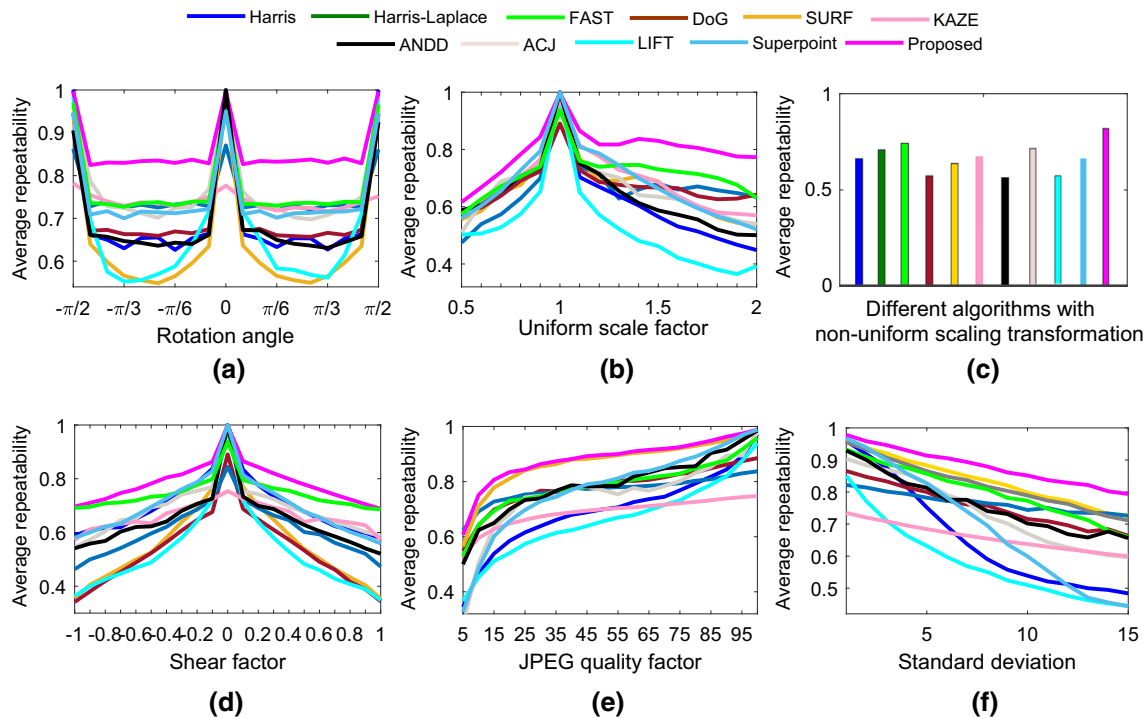 Harris Harris-Laplace FAST DoG SURF KAZE
ANDD ACJ LIFT Superpoint Proposed
Average repeatability
1
0.9
0.8
0.7
0.6
-π/2 -π/3 -π/6 0 π/6 π/3 π/2
Rotation angle
(a)
Average repeatability
1
0.8
0.6
0.4
0.5 1 1.5 2
Uniform scale factor
(b)
Average repeatability
1
0.5
0
Different algorithms with
non-uniform scaling transformation
(c)
Average repeatability
1
0.8
0.6
0.4
-1 -0.8 -0.6 -0.4 -0.2 0 0.2 0.4 0.6 0.8 1
Shear factor
(d)
Average repeatability
1
0.8
0.6
0.4
5 15 25 35 45 55 65 75 85 95
JPEG quality factor
(e)
Average repeatability
1
0.9
0.8
0.7
0.6
0.5
5 10 15
Standard deviation
(f)